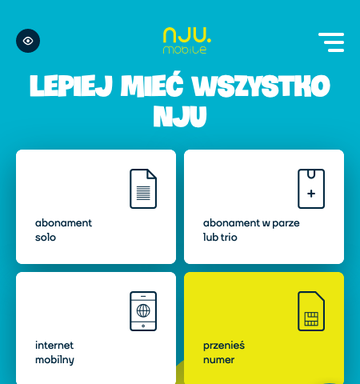 nju.
mobile
LEPIEJ MIEĆ WSZYSTKO
NJU
abonament
solo
abonament w parze
lub trio
internet
mobilny
przenieś
numer